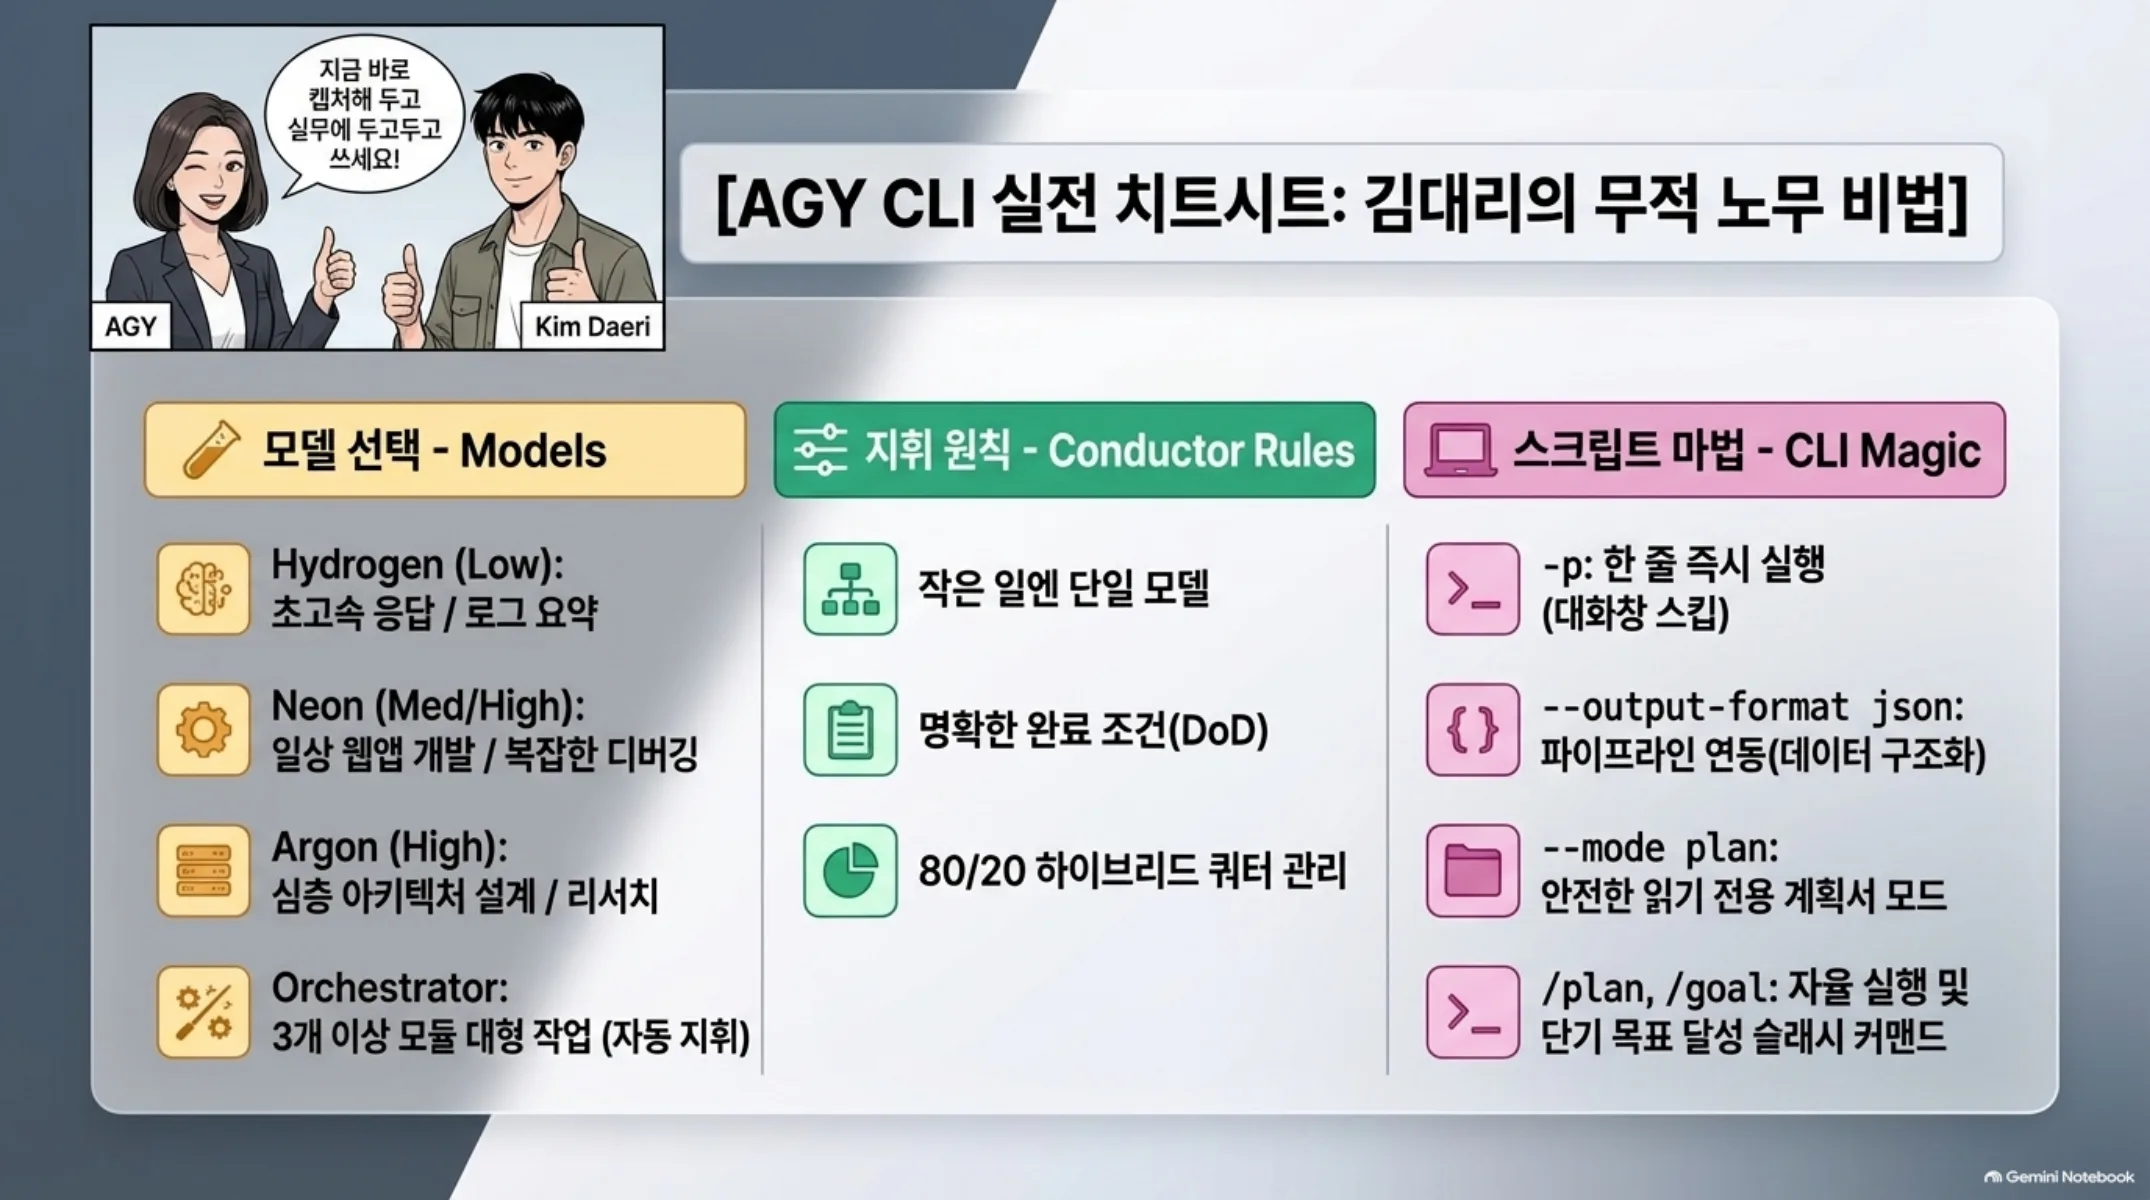 지금 바로
켑처해 두고
실무에 두고두고
쓰세요!
AGY
Kim Daeri
[AGY CLI 실전 치트시트: 김대리의 무적 노무 비법]
모델 선택 - Models
Hydrogen (Low):
초고속 응답 / 로그 요약
Neon (Med/High):
일상 웹앱 개발 / 복잡한 디버깅
Argon (High):
심층 아키텍처 설계 / 리서치
Orchestrator:
3개 이상 모듈 대형 작업 (자동 지휘)
지휘 원칙 - Conductor Rules
작은 일엔 단일 모델
명확한 완료 조건(DoD)
80/20 하이브리드 쿼터 관리
스크립트 마법 - CLI Magic
-p: 한 줄 즉시 실행
(대화창 스킵)
--output-format json:
파이프라인 연동(데이터 구조화)
--mode plan:
안전한 읽기 전용 계획서 모드
/plan, /goal: 자율 실행 및
단기 목표 달성 슬래시 커맨드
Gemini Notebook